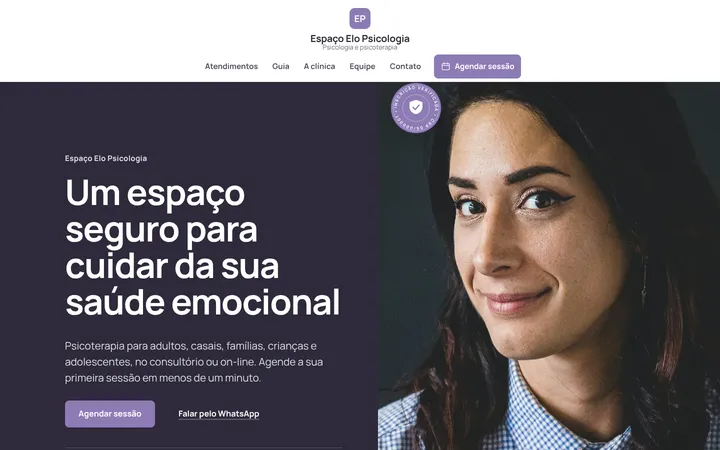 EP
Espaço Elo Psicologia
Psicologia e psicoterapia
Atendimentos
Guia
A clínica
Equipe
Contato
Agendar sessão
INSCRIÇÃO VERIFICADA
Espaço Elo Psicologia
Um espaço
seguro para
cuidar da sua
saúde emocional
Psicoterapia para adultos, casais, famílias, crianças e
adolescentes, no consultório ou on-line. Agende a sua
primeira sessão em menos de um minuto.
Agendar sessão
Falar pelo WhatsApp